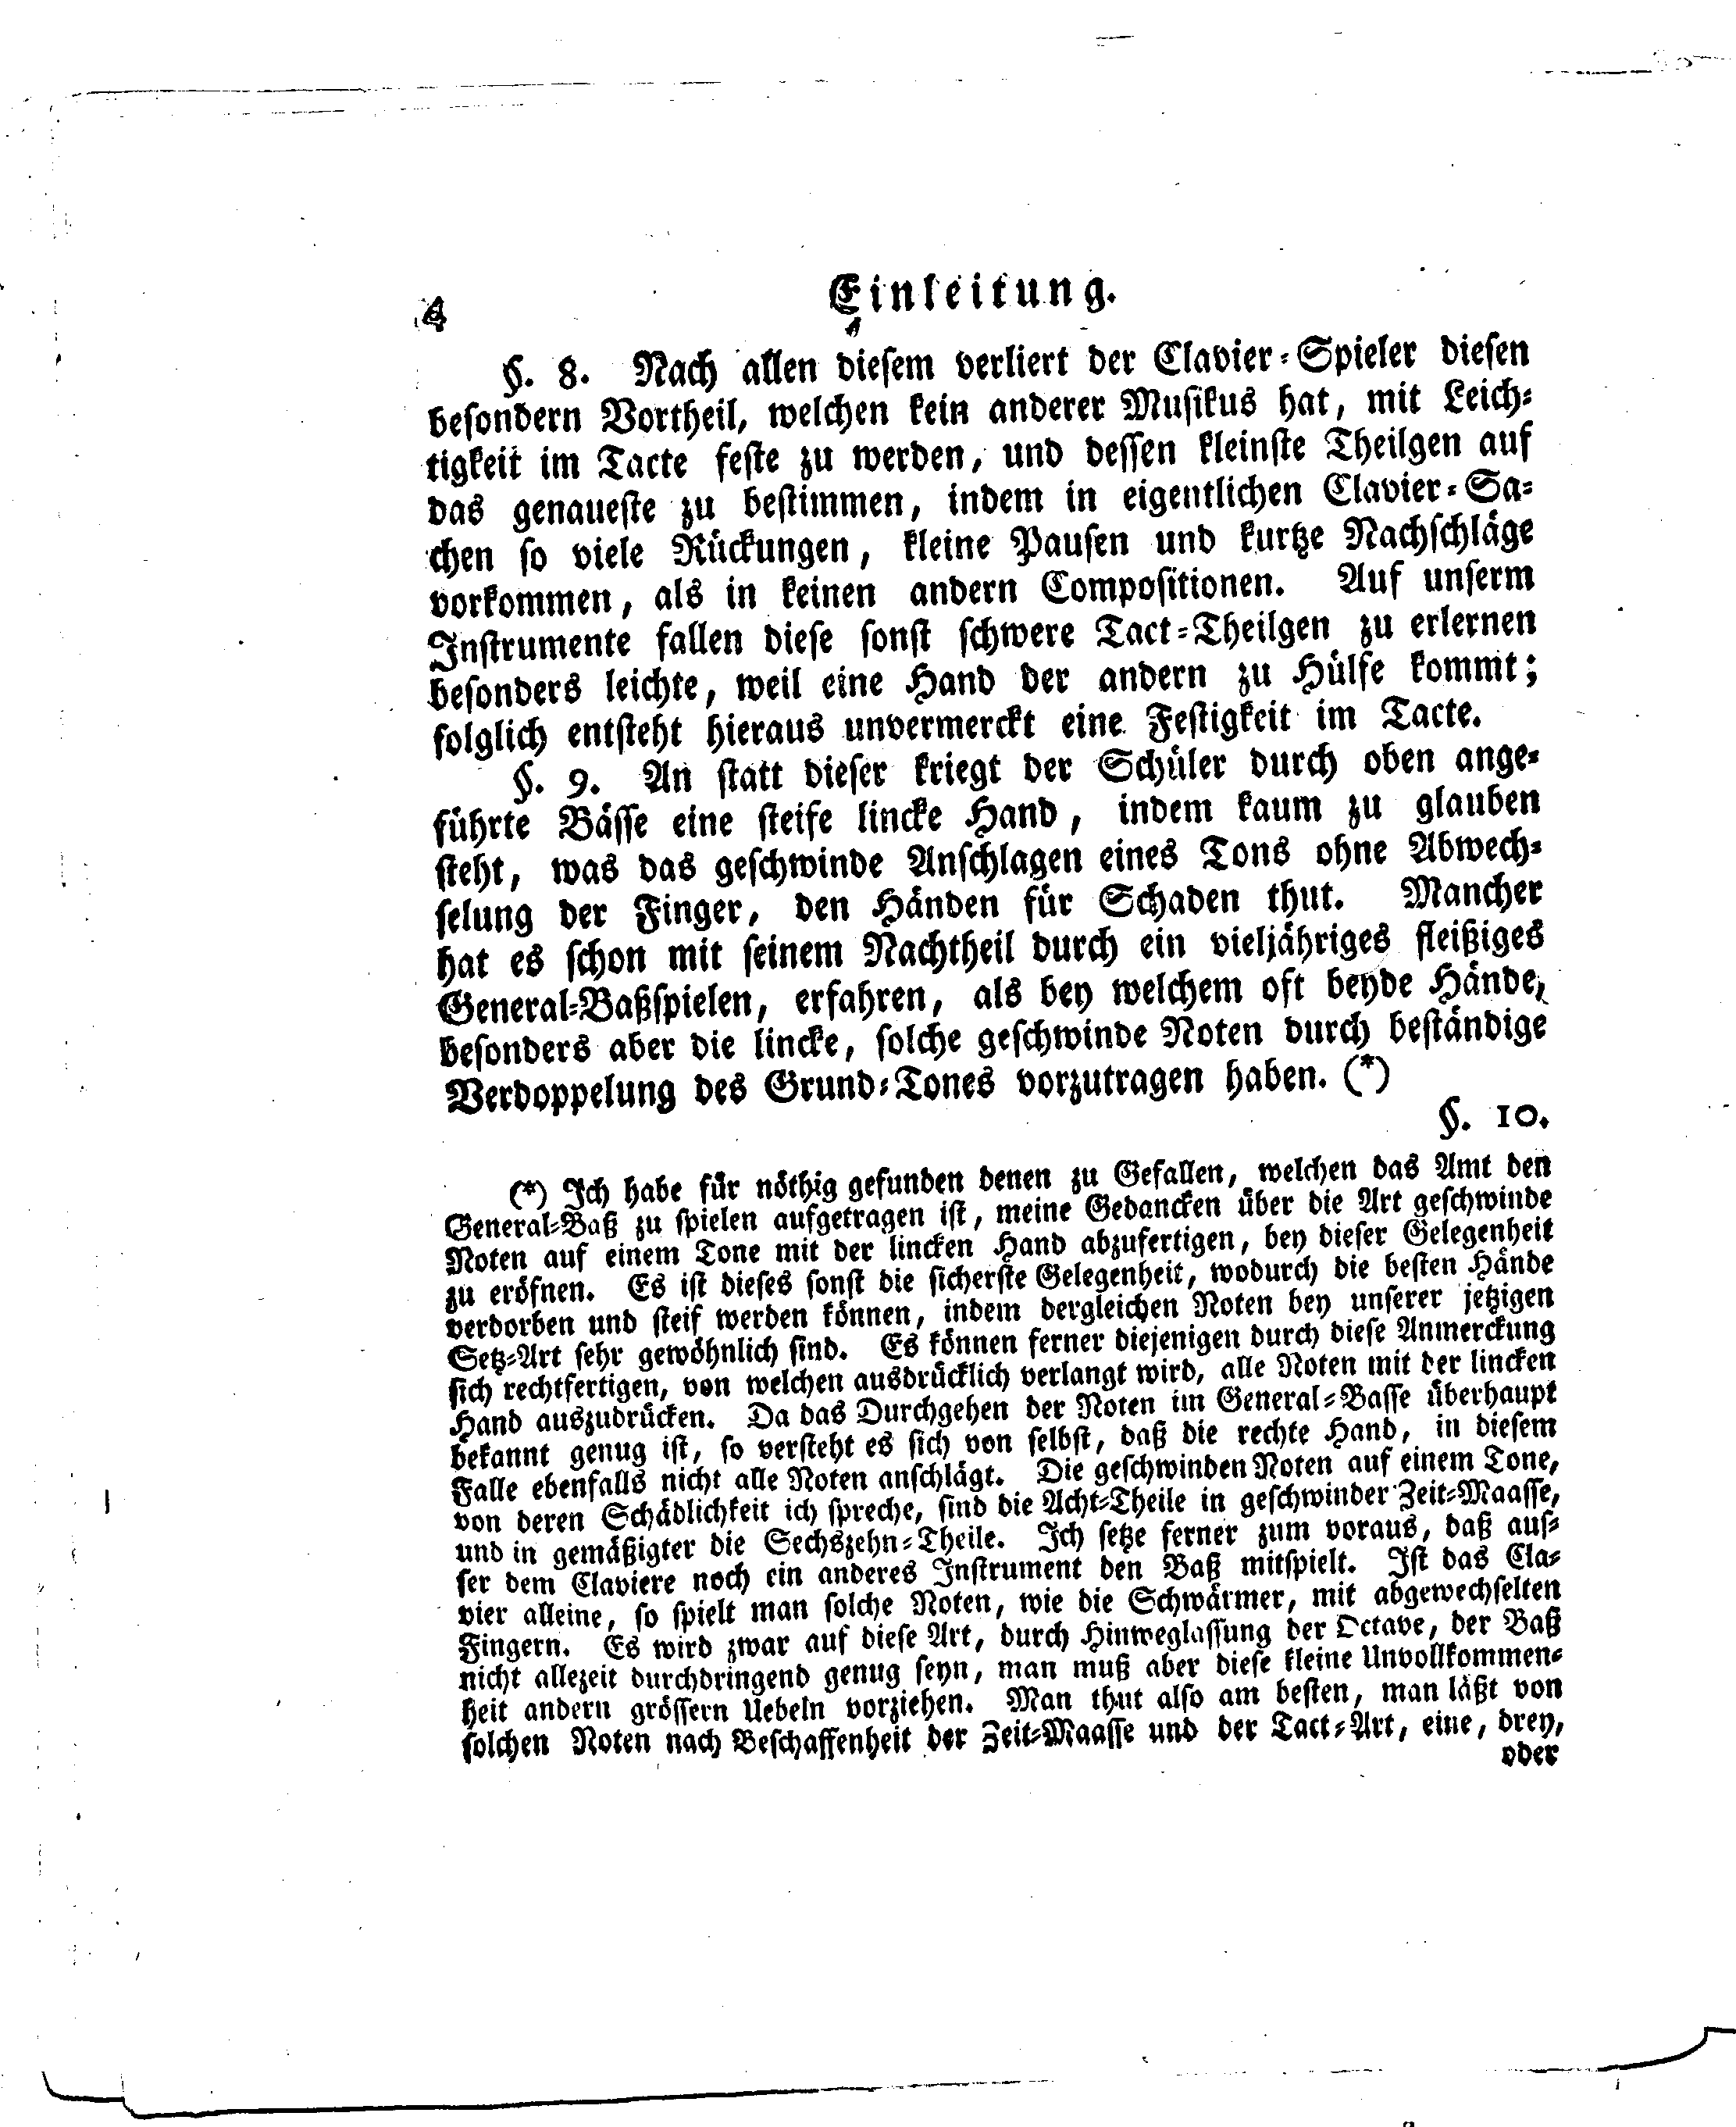 4 Einleitung.
§. 8. Nach allen diesem verliert der Clavier-Spieler diesen
besondern Vortheil, welchen kein anderer Musikus hat, mit Leich-
tigkeit im Tacte feste zu werden, und dessen kleinste Theilgen auf
das genaueste zu bestimmen, indem in eigentlichen Clavier-Sa-
chen so viele Rückungen, kleine Pausen und kurtze Nachschläge
vorkommen, als in keinen andern Compositionen. Auf unserm
Instrumente fallen diese sonst schwere Tact-Theilgen zu erlernen
besonders leichte, weil eine Hand der andern zu Hülfe kommt;
folglich entsteht hieraus unvermerckt eine Festigkeit im Tacte.
§. 9. An statt dieser kriegt der Schüler durch oben ange-
führte Bässe eine steife lincke Hand, indem kaum zu glauben
steht, was das geschwinde Anschlagen eines Tons ohne Abwech-
selung der Finger, den Händen für Schaden thut. Mancher
hat es schon mit seinem Nachtheil durch ein vieljähriges fleißiges
General-Baßspielen, erfahren, als bey welchem oft beyde Hände,
besonders aber die lincke, solche geschwinde Noten durch beständige
Verdoppelung des Grund-Tones vorzutragen haben. (*)
§. 10.
(*) Ich habe für nöthig gefunden denen zu Gefallen, welchen das Amt den
General-Baß zu spielen aufgetragen ist, meine Gedancken über die Art geschwinde
Noten auf einem Tone mit der lincken Hand abzufertigen, bey dieser Gelegenheit
zu eröfnen. Es ist dieses sonst die sicherste Gelegenheit, wodurch die besten Hände
verdorben und steif werden können, indem dergleichen Noten bey unserer jetzigen
Setz-Art sehr gewöhnlich sind. Es können ferner diejenigen durch diese Anmerckung
sich rechtfertigen, von welchen ausdrücklich verlangt wird, alle Noten mit der lincken
Hand auszudrücken. Da das Durchgehen der Noten im General-Basse überhaupt
bekannt genug ist, so versteht es sich von selbst, daß die rechte Hand, in diesem
Falle ebenfalls nicht alle Noten anschlägt. Die geschwinden Noten auf einem Tone,
von deren Schädlichkeit ich spreche, sind die Acht-Theile in geschwinder Zeit-Maasse,
und in gemäßigter die Sechszehn-Theile. Ich setze ferner zum voraus, daß aus-
ser dem Claviere noch ein anderes Instrument den Baß mitspielt. Ist das Cla-
vier alleine, so spielt man solche Noten, wie die Schwärmer, mit abgewechselten
Fingern. Es wird zwar auf diese Art, durch Hinweglassung der Octave, der Baß
nicht allezeit durchdringend genug seyn, man muß aber diese kleine Unvollkommen-
heit andern grössern Uebeln vorziehen. Man thut also am besten, man läßt von
solchen Noten nach Beschaffenheit der Zeit-Maasse und der Tact-Art, eine, drey,
oder